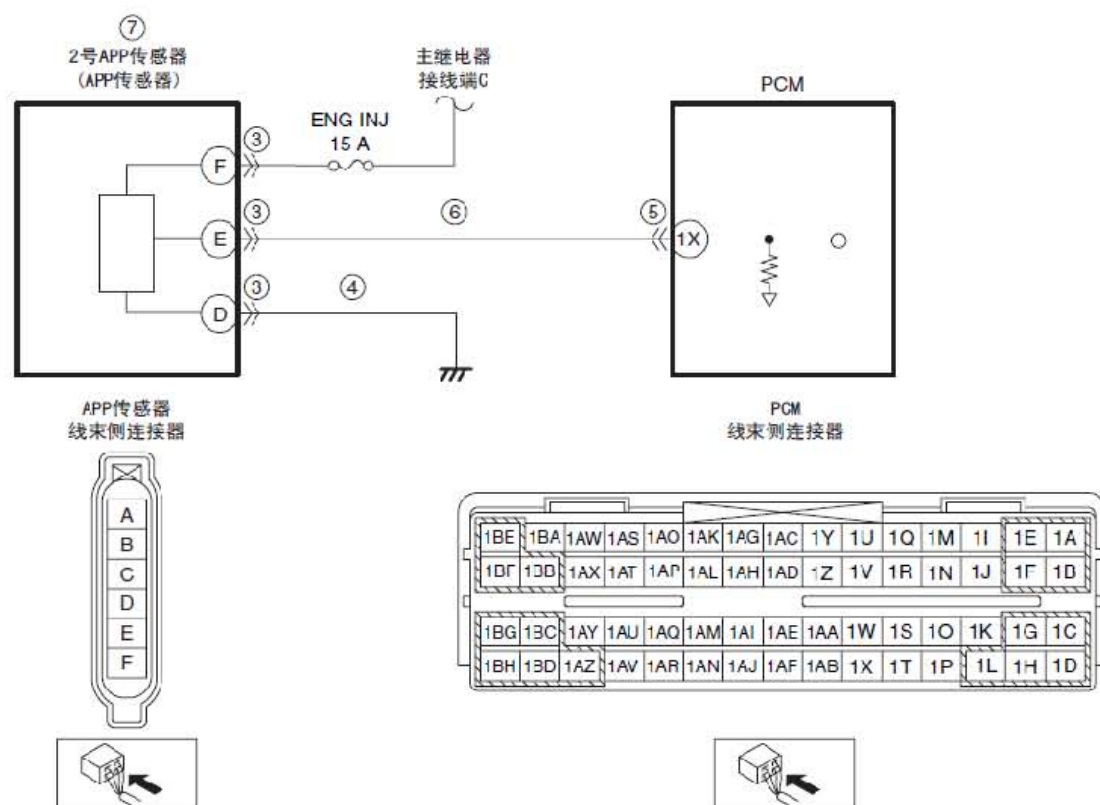 ⑦
2号APP传感器
(APP传感器)
主继电器
接线端C
PCM
ENG INJ
15 A
③
F
③
⑥
⑤
E
1X
③
④
D
APP传感器
线束侧连接器
PCM
线束侧连接器
A
B
C
D
E
F
1BE 1BA 1AW 1AS 1AO 1AK 1AG 1AC 1Y 1U 1Q 1M 1I 1E 1A
1BF 1BB 1AX 1AT 1AP 1AL 1AH 1AD 1Z 1V 1R 1N 1J 1F 1B
1BG 1BC 1AY 1AU 1AQ 1AM 1AI 1AE 1AA 1W 1S 1O 1K 1G 1C
1BH 1BD 1AZ 1AV 1AR 1AN 1AJ 1AF 1AB 1X 1T 1P 1L 1H 1D